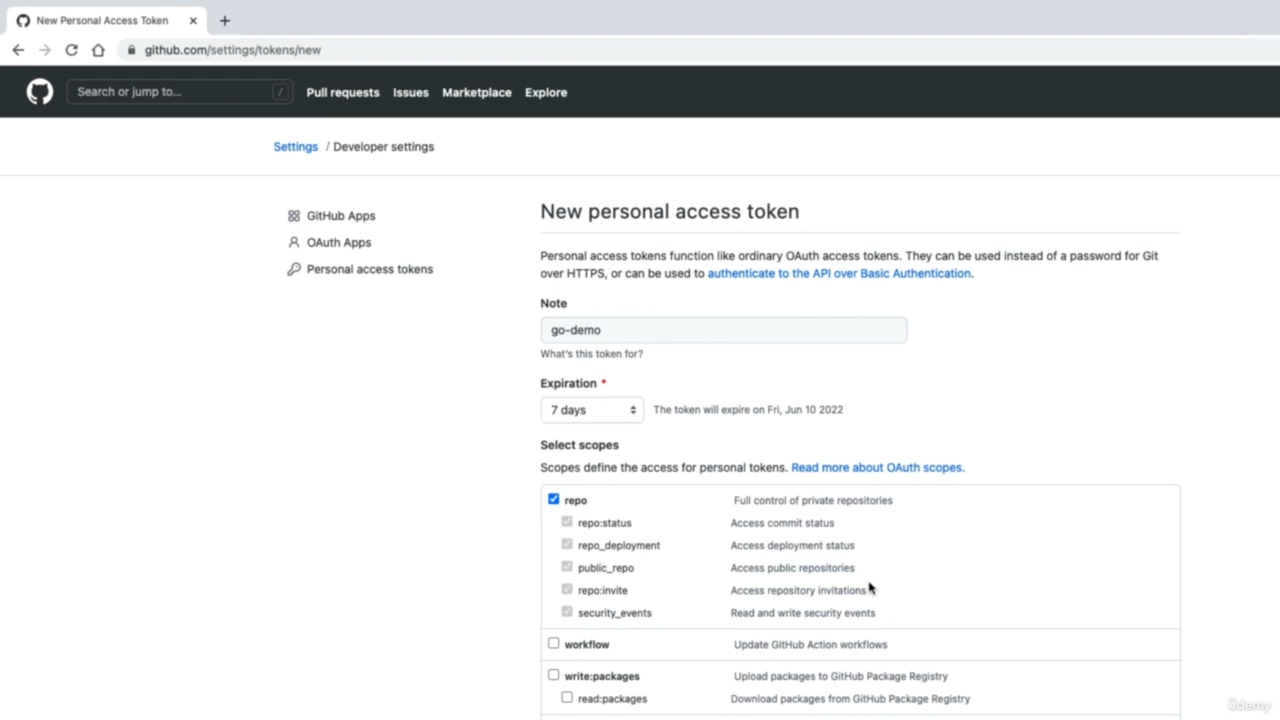 New Personal Access Token
github.com/settings/tokens/new
Search or jump to... /
Pull requests Issues Marketplace Explore
Settings / Developer settings
GitHub Apps
OAuth Apps
Personal access tokens
New personal access token
Personal access tokens function like ordinary OAuth access tokens. They can be used instead of a password for Git
over HTTPS, or can be used to authenticate to the API over Basic Authentication.
Note
go-demo
What's this token for?
Expiration *
7 days The token will expire on Fri, Jun 10 2022
Select scopes
Scopes define the access for personal tokens. Read more about OAuth scopes.
repo Full control of private repositories
repo:status Access commit status
repo_deployment Access deployment status
public_repo Access public repositories
repo:invite Access repository invitations
security_events Read and write security events
workflow Update GitHub Action workflows
write:packages Upload packages to GitHub Package Registry
read:packages Download packages from GitHub Package Registry
ûdemy